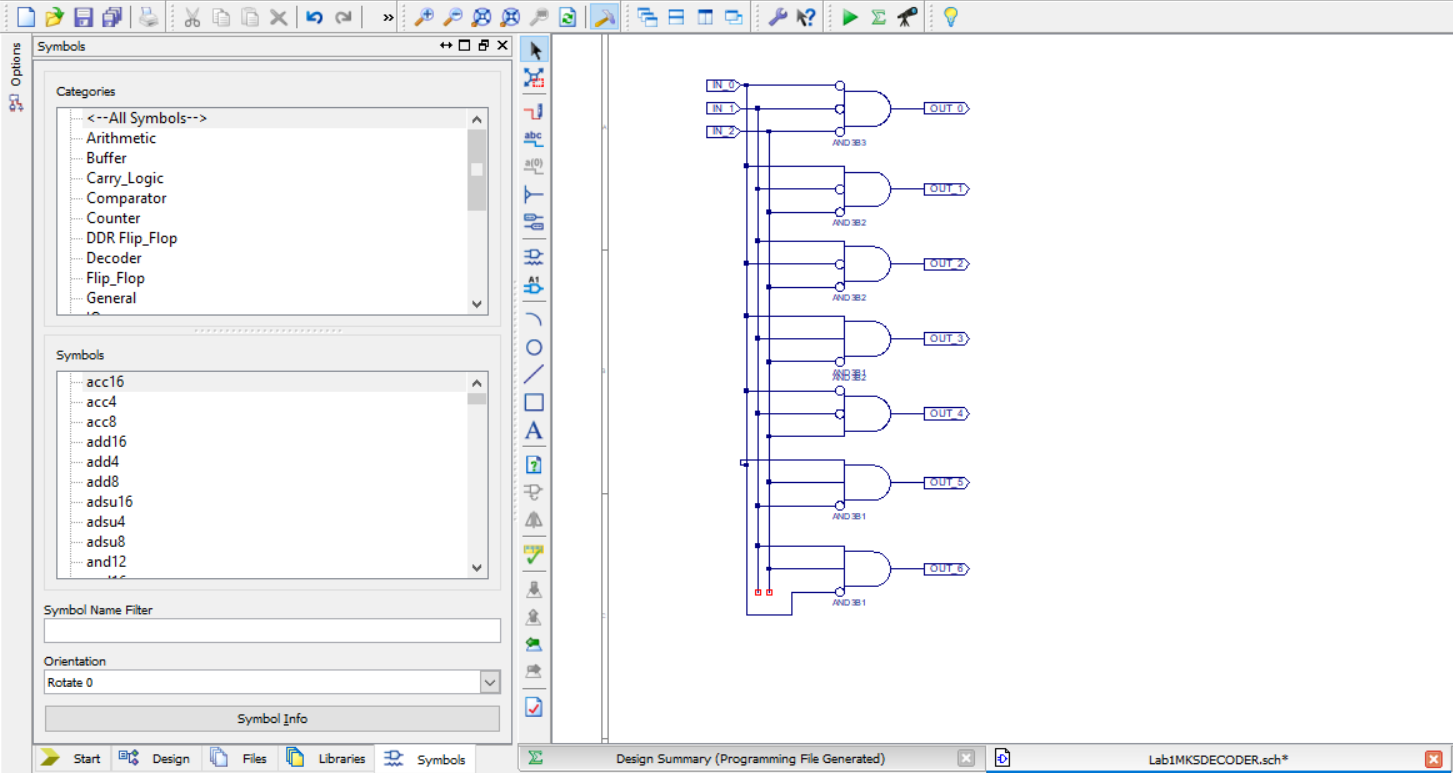 Options
Symbols
Categories
<--All Symbols-->
Arithmetic
Buffer
Carry_Logic
Comparator
Counter
DDR Flip_Flop
Decoder
Flip_Flop
General
Symbols
acc16
acc4
acc8
add16
add4
add8
adsu16
adsu4
adsu8
and12
Symbol Name Filter
Orientation
Rotate 0
Symbol Info
Start
Design
Files
Libraries
Symbols
abc
a(0)
A1
A
IN_0
IN_1
IN_2
OUT_0
AND3B3
OUT_1
AND3B2
OUT_2
AND3B2
OUT_3
OUT_4
OUT_5
AND3B1
OUT_6
AND3B1
Design Summary (Programming File Generated)
Lab1MKSDECODER.sch*